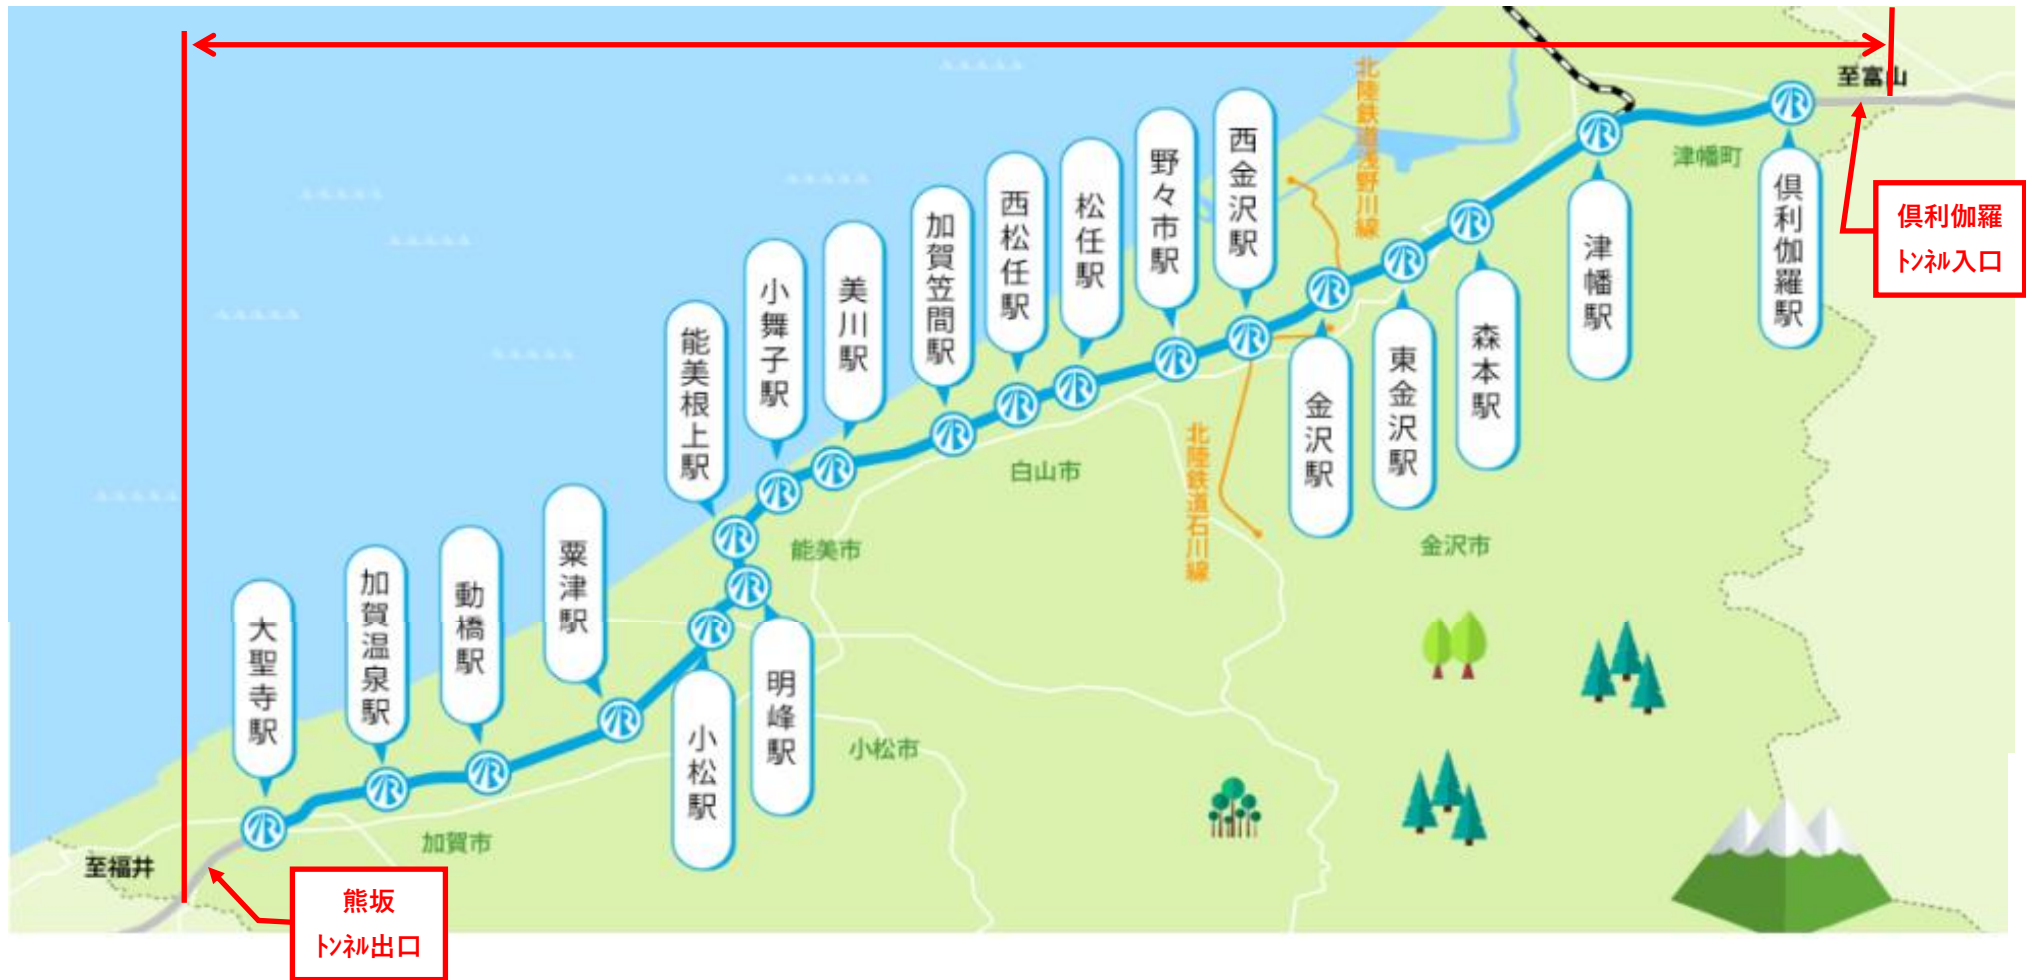 至富山
北陸鉄道浅野川線
西金沢駅
野々市駅
松任駅
西松任駅
加賀笠間駅
美川駅
小舞子駅
能美根上駅
津幡町
倶利伽羅駅
津幡駅
森本駅
東金沢駅
金沢駅
倶利伽羅
トンネル入口
北陸鉄道石川線
白山市
能美市
金沢市
粟津駅
動橋駅
加賀温泉駅
大聖寺駅
小松駅
明峰駅
小松市
加賀市
至福井
熊坂
トンネル出口